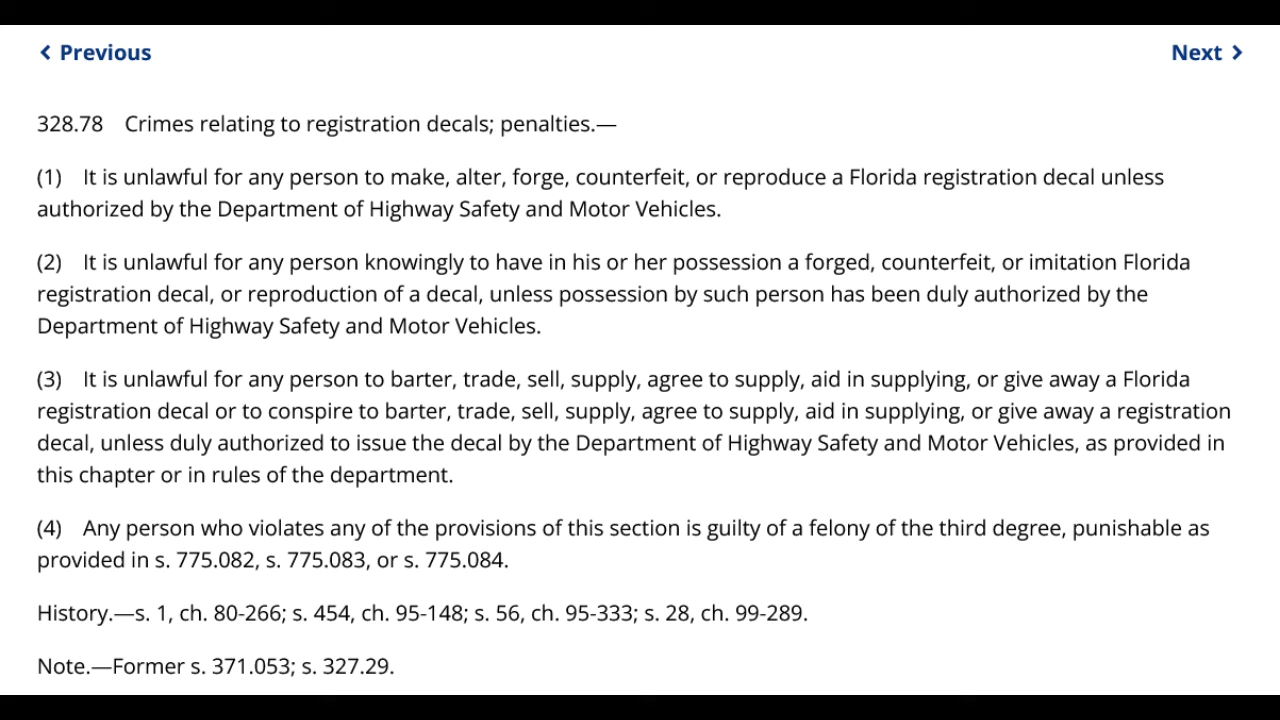 Previous
Next
328.78 Crimes relating to registration decals; penalties.—
(1) It is unlawful for any person to make, alter, forge, counterfeit, or reproduce a Florida registration decal unless
authorized by the Department of Highway Safety and Motor Vehicles.
(2) It is unlawful for any person knowingly to have in his or her possession a forged, counterfeit, or imitation Florida
registration decal, or reproduction of a decal, unless possession by such person has been duly authorized by the
Department of Highway Safety and Motor Vehicles.
(3) It is unlawful for any person to barter, trade, sell, supply, agree to supply, aid in supplying, or give away a Florida
registration decal or to conspire to barter, trade, sell, supply, agree to supply, aid in supplying, or give away a registration
decal, unless duly authorized to issue the decal by the Department of Highway Safety and Motor Vehicles, as provided in
this chapter or in rules of the department.
(4) Any person who violates any of the provisions of this section is guilty of a felony of the third degree, punishable as
provided in s. 775.082, s. 775.083, or s. 775.084.
History.—s. 1, ch. 80-266; s. 454, ch. 95-148; s. 56, ch. 95-333; s. 28, ch. 99-289.
Note.—Former s. 371.053; s. 327.29.